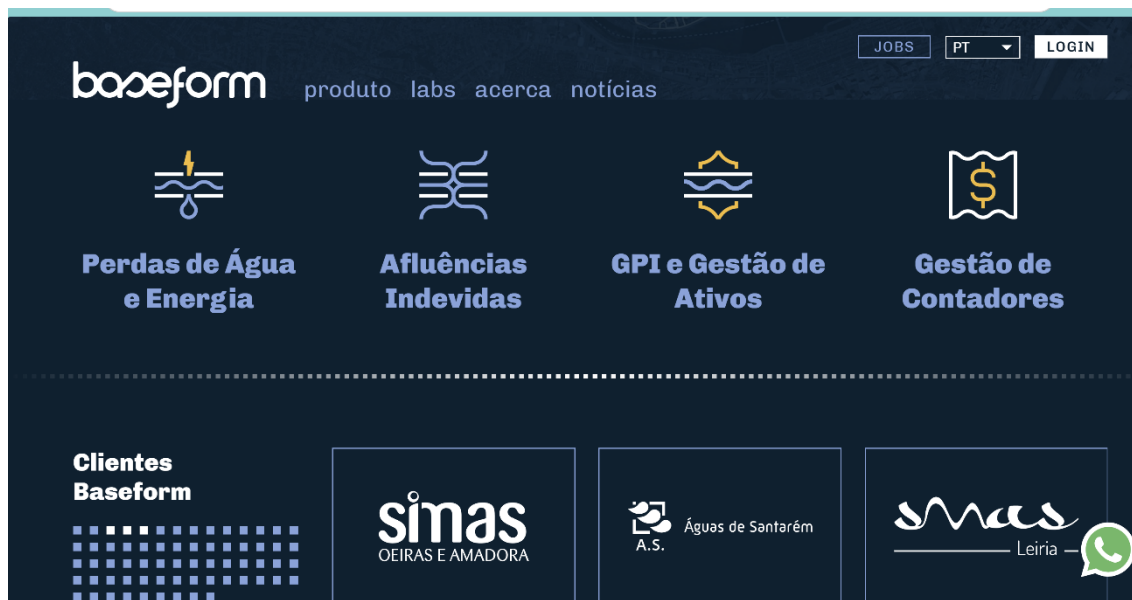 JOBS
PT
LOGIN
baseform
produto labs acerca notícias
Perdas de Água
e Energia
Afluências
Indevidas
GPI e Gestão de
Ativos
Gestão de
Contadores
Clientes
Baseform
simas
OEIRAS E AMADORA
A.S.
Águas de Santarém
smas
Leiria